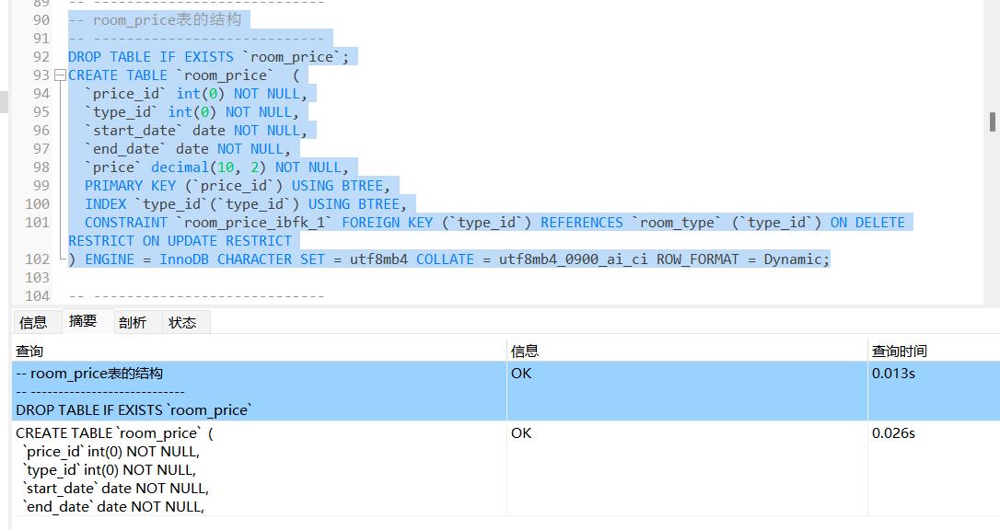 89 -- ----------------------------
90 -- room_price表的结构
91 -- ----------------------------
92 DROP TABLE IF EXISTS `room_price`;
93 CREATE TABLE `room_price`  (
94   `price_id` int(0) NOT NULL,
95   `type_id` int(0) NOT NULL,
96   `start_date` date NOT NULL,
97   `end_date` date NOT NULL,
98   `price` decimal(10, 2) NOT NULL,
99   PRIMARY KEY (`price_id`) USING BTREE,
100   INDEX `type_id`(`type_id`) USING BTREE,
101   CONSTRAINT `room_price_ibfk_1` FOREIGN KEY (`type_id`) REFERENCES `room_type` (`type_id`) ON DELETE
RESTRICT ON UPDATE RESTRICT
102 ) ENGINE = InnoDB CHARACTER SET = utf8mb4 COLLATE = utf8mb4_0900_ai_ci ROW_FORMAT = Dynamic;
103
104 -- ----------------------------
信息 摘要 剖析 状态
查询 信息 查询时间
-- room_price表的结构 OK 0.013s
-- ----------------------------
DROP TABLE IF EXISTS `room_price`
CREATE TABLE `room_price`  ( OK 0.026s
`price_id` int(0) NOT NULL,
`type_id` int(0) NOT NULL,
`start_date` date NOT NULL,
`end_date` date NOT NULL,